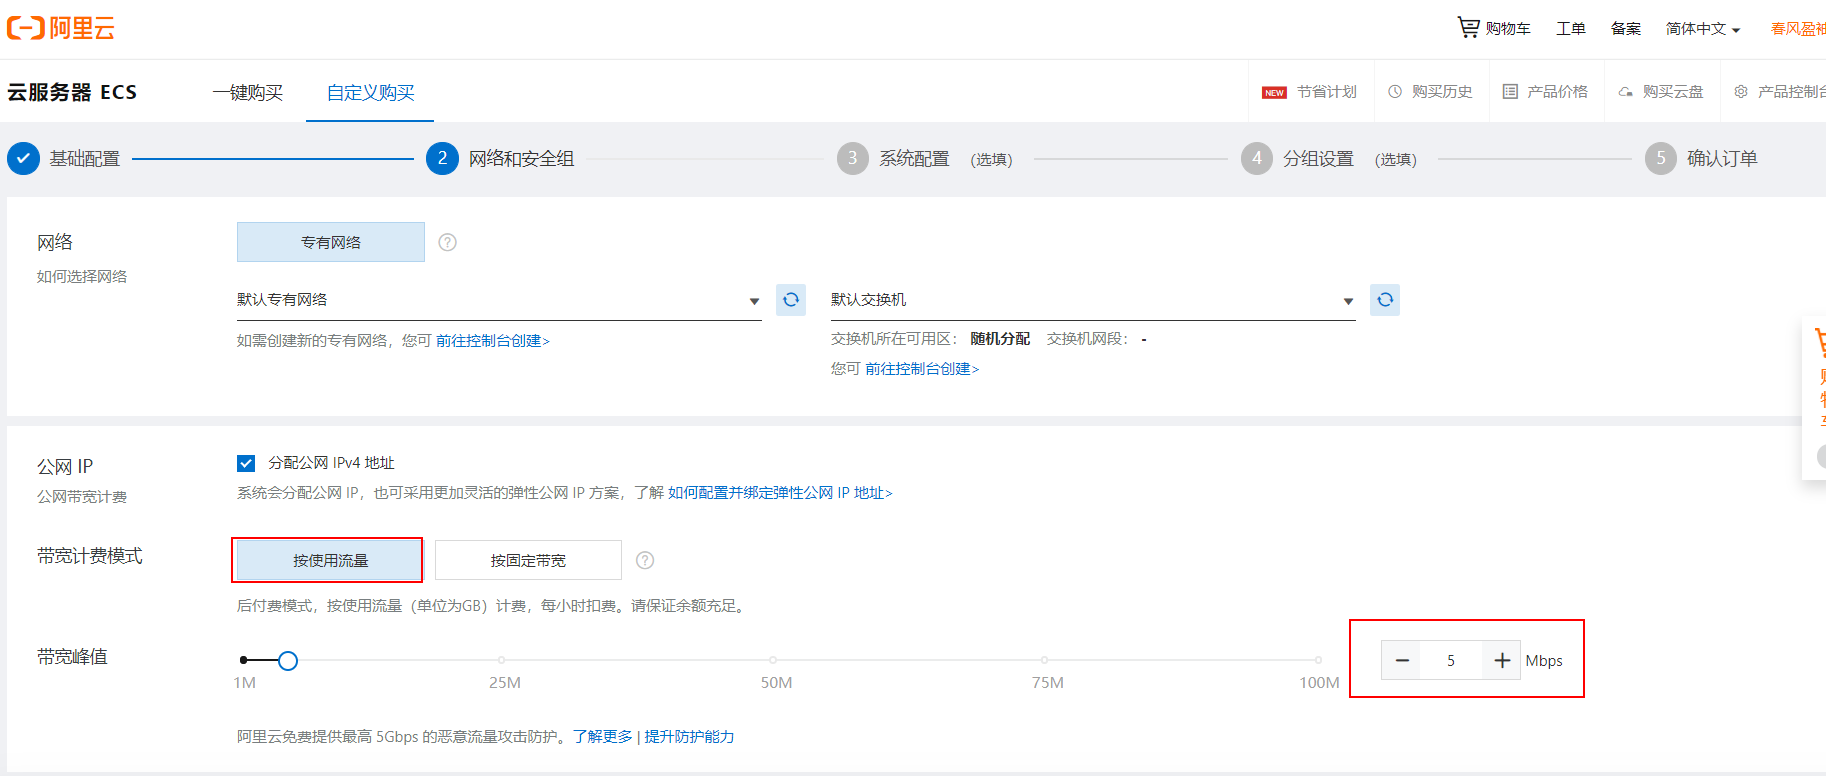 阿里云
购物车 工单 备案 简体中文 春风盈袖
云服务器 ECS 一键购买 自定义购买 NEW 节省计划 购买历史 产品价格 购买云盘 产品控制台
基础配置 2 网络和安全组 3 系统配置 (选填) 4 分组设置 (选填) 5 确认订单
网络 专有网络 ?
如何选择网络
默认专有网络 默认交换机
如需创建新的专有网络，您可 前往控制台创建>
交换机所在可用区： 随机分配 交换机网段： -
您可 前往控制台创建>
购
物
车
公网 IP 分配公网 IPv4 地址
公网带宽计费 系统会分配公网 IP，也可采用更加灵活的弹性公网 IP 方案，了解 如何配置并绑定弹性公网 IP 地址>
带宽计费模式 按使用流量 按固定带宽 ?
后付费模式，按使用流量（单位为GB）计费，每小时扣费。请保证余额充足。
带宽峰值 − 5 + Mbps
1M 25M 50M 75M 100M
阿里云免费提供最高 5Gbps 的恶意流量攻击防护。了解更多 | 提升防护能力